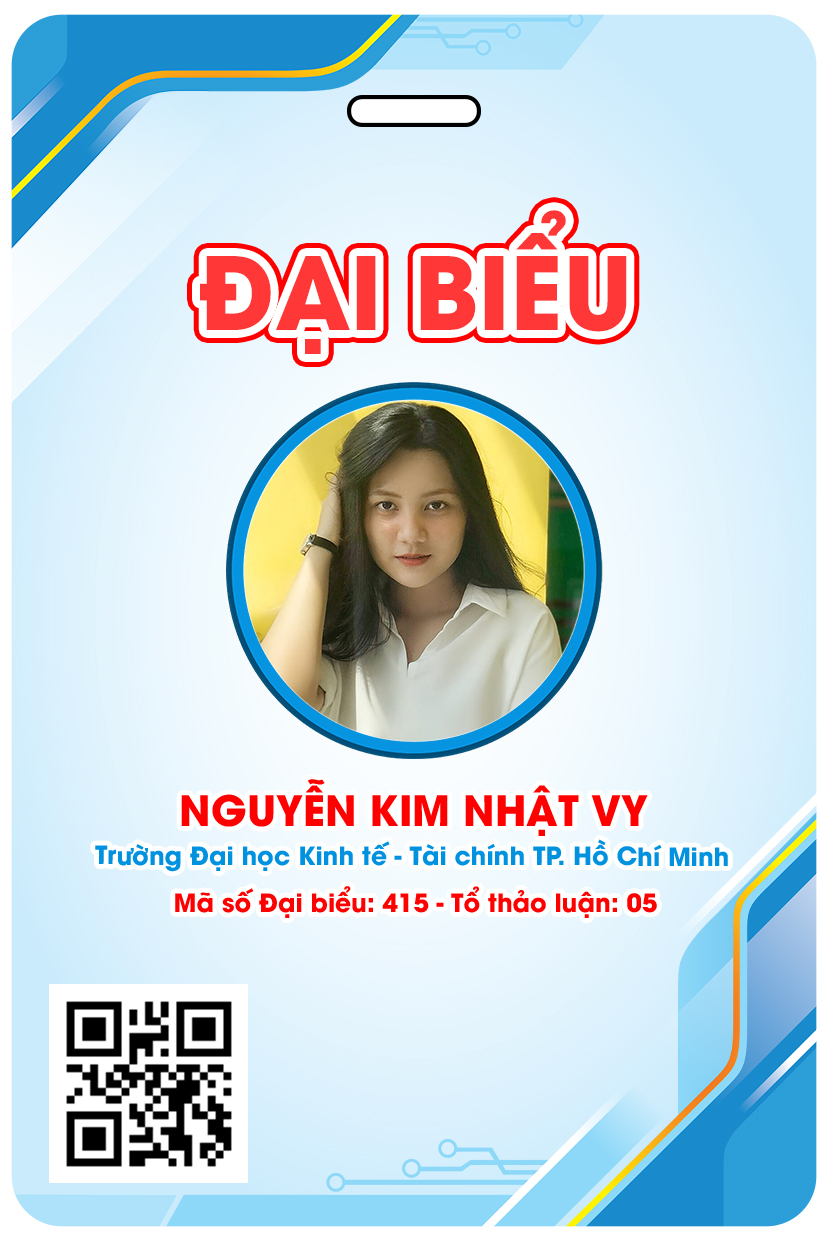 ĐẠI BIỂU
NGUYỄN KIM NHẬT VY
Trường Đại học Kinh tế - Tài chính TP. Hồ Chí Minh
Mã số Đại biểu: 415 - Tổ thảo luận: 05